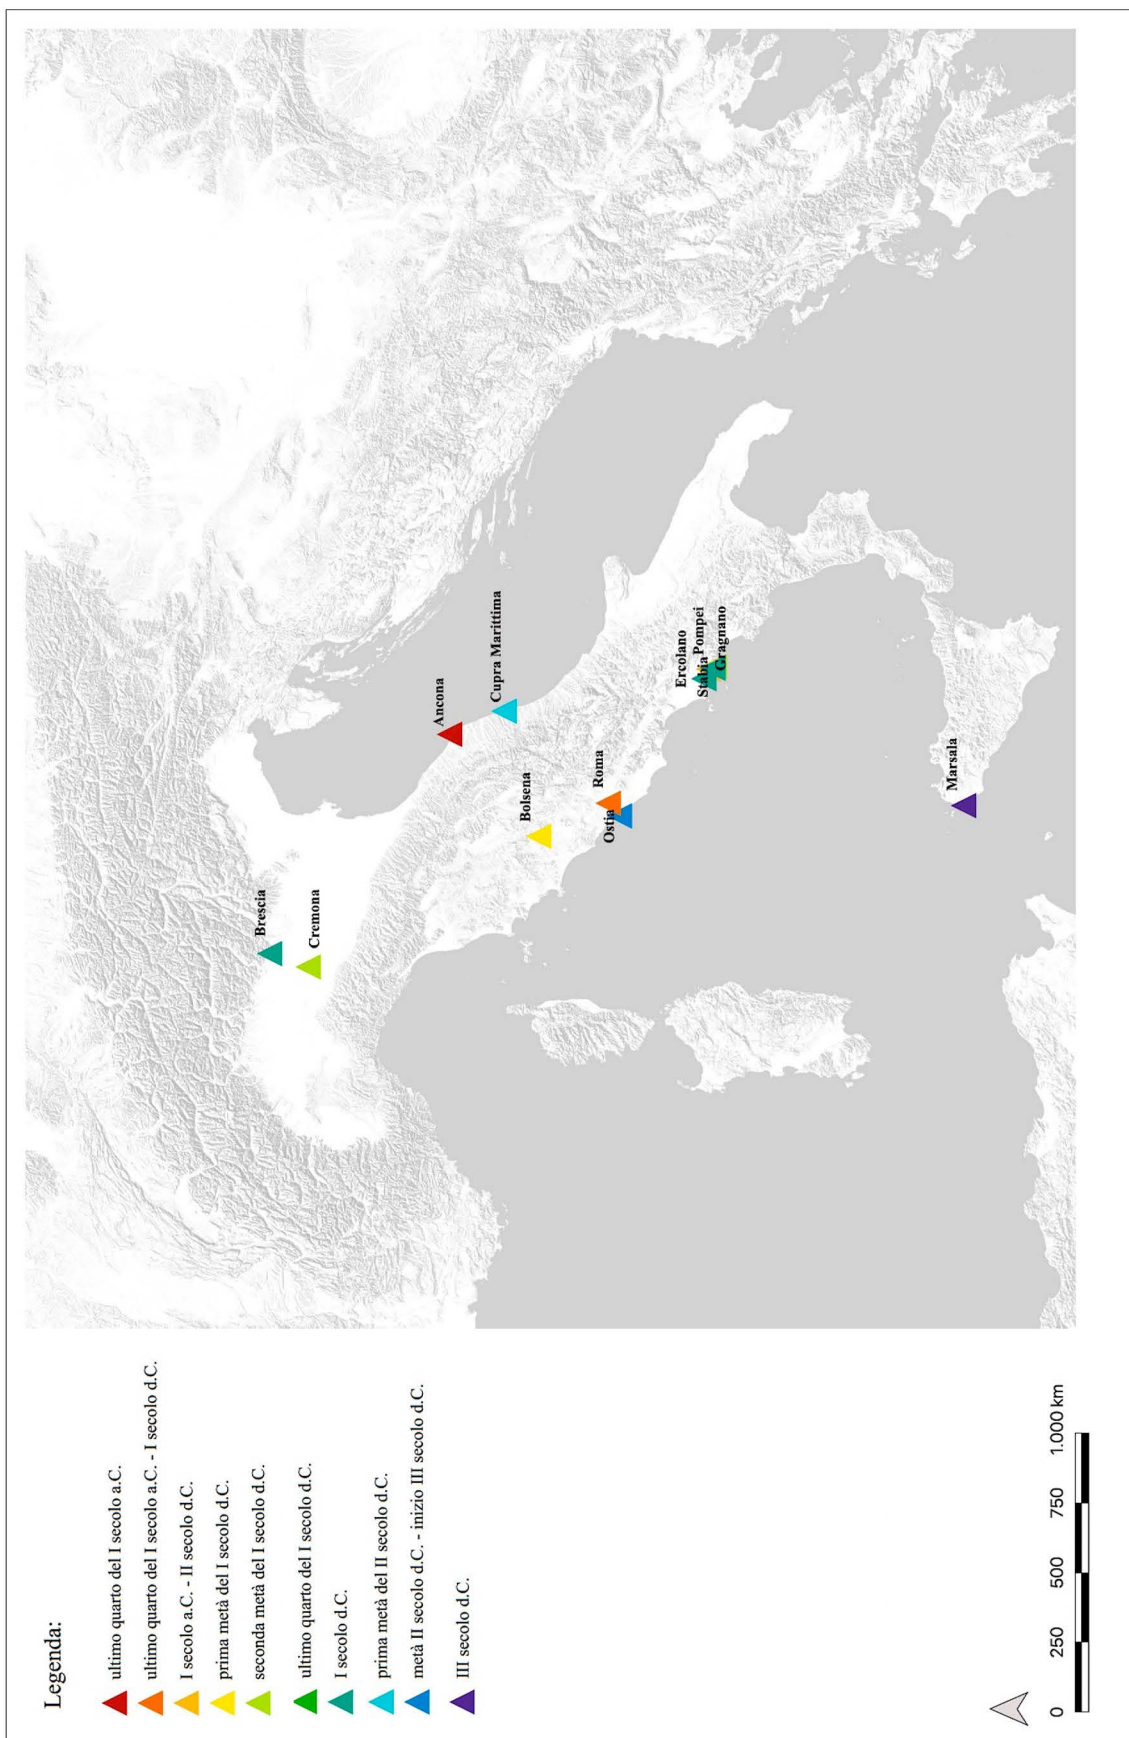 Legenda:
ultimo quarto del I secolo a.C.
ultimo quarto del I secolo a.C. - I secolo d.C.
I secolo a.C. - II secolo d.C.
prima metà del I secolo d.C.
seconda metà del I secolo d.C.
ultimo quarto del I secolo d.C.
I secolo d.C.
prima metà del II secolo d.C.
metà II secolo d.C. - inizio III secolo d.C.
III secolo d.C.
0 250 500 750 1.000 km
Brescia
Cremona
Ancona
Cupra Marittima
Bolsena
Roma
Ostia
Ercolano
Pompei
Stabia
Gragnano
Marsala